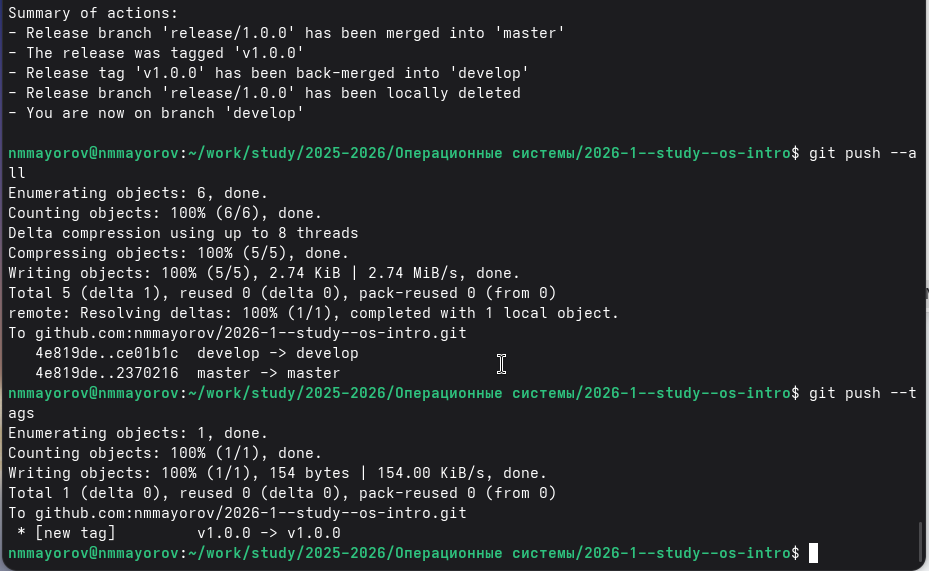 Summary of actions:
- Release branch 'release/1.0.0' has been merged into 'master'
- The release was tagged 'v1.0.0'
- Release tag 'v1.0.0' has been back-merged into 'develop'
- Release branch 'release/1.0.0' has been locally deleted
- You are now on branch 'develop'
nmmayorov@nmmayorov:~/work/study/2025-2026/Операционные системы/2026-1--study--os-intro$ git push --a
ll
Enumerating objects: 6, done.
Counting objects: 100% (6/6), done.
Delta compression using up to 8 threads
Compressing objects: 100% (5/5), done.
Writing objects: 100% (5/5), 2.74 KiB | 2.74 MiB/s, done.
Total 5 (delta 1), reused 0 (delta 0), pack-reused 0 (from 0)
remote: Resolving deltas: 100% (1/1), completed with 1 local object.
To github.com:nmmayorov/2026-1--study--os-intro.git
   4e819de..ce01b1c  develop -> develop
   4e819de..2370216  master -> master
nmmayorov@nmmayorov:~/work/study/2025-2026/Операционные системы/2026-1--study--os-intro$ git push --t
ags
Enumerating objects: 1, done.
Counting objects: 100% (1/1), done.
Writing objects: 100% (1/1), 154 bytes | 154.00 KiB/s, done.
Total 1 (delta 0), reused 0 (delta 0), pack-reused 0 (from 0)
To github.com:nmmayorov/2026-1--study--os-intro.git
 * [new tag]         v1.0.0 -> v1.0.0
nmmayorov@nmmayorov:~/work/study/2025-2026/Операционные системы/2026-1--study--os-intro$